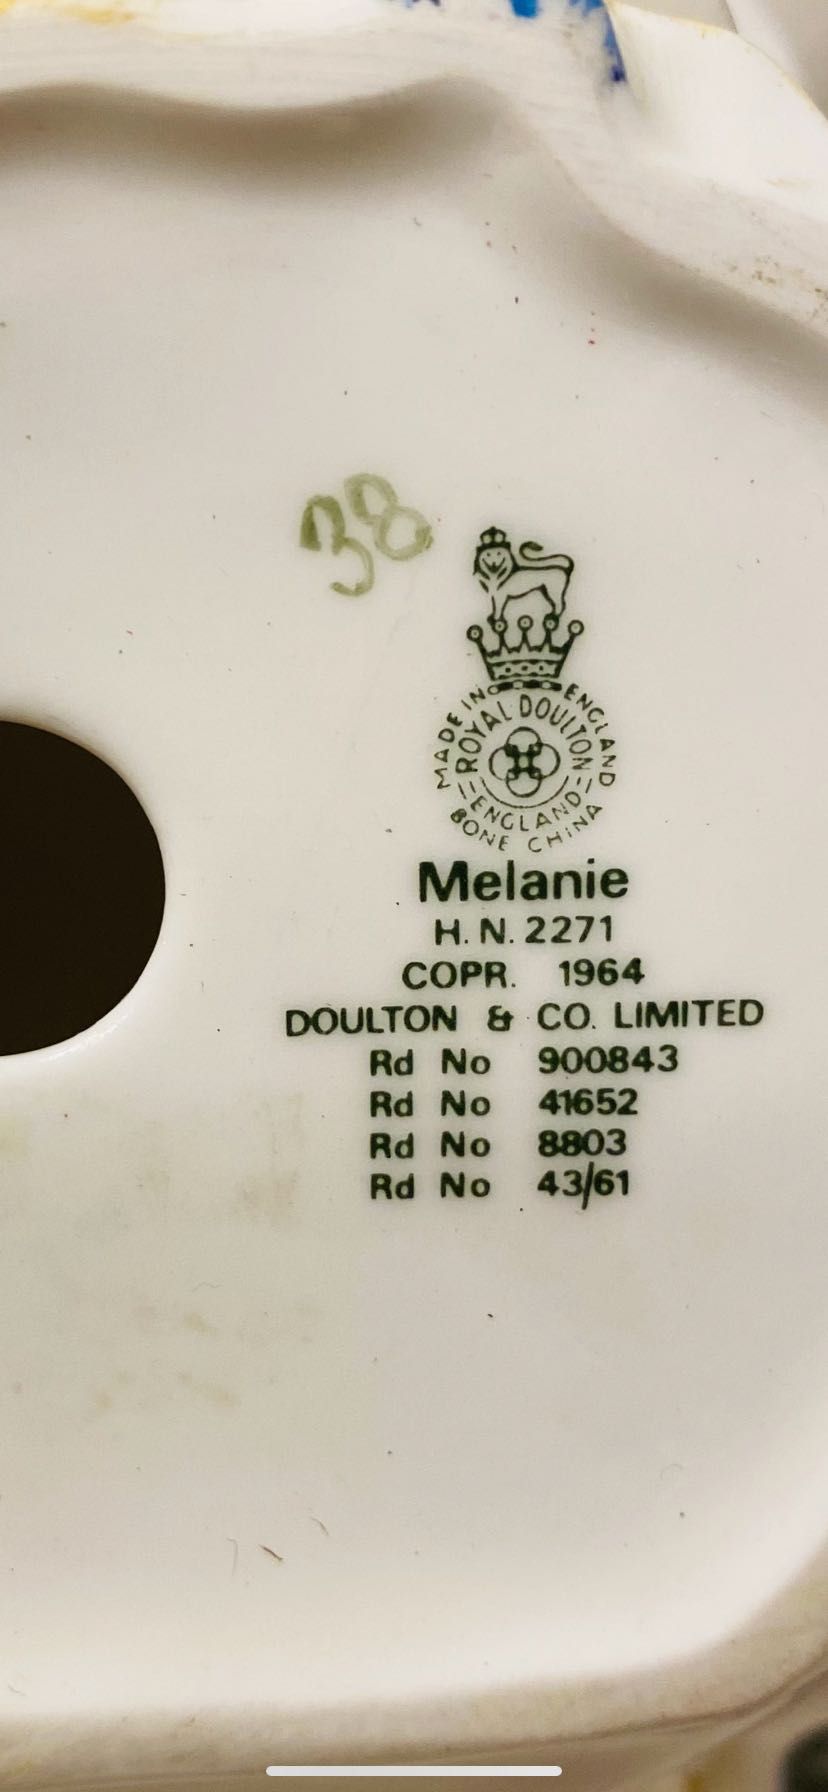 38
MADE IN ENGLAND
ROYAL DOULTON
ENGLAND
BONE CHINA
Melanie
H. N. 2271
COPR. 1964
DOULTON & CO. LIMITED
Rd No 900843
Rd No 41652
Rd No 8803
Rd No 43/61